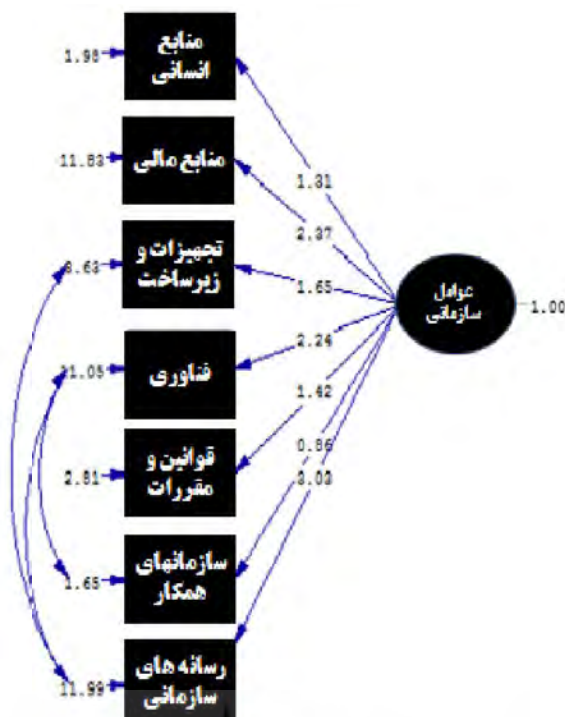 منابع
انسانی
1.98
1.81
منابع مالی
11.83
2.37
تجهیزات و
زیرساخت
1.65
عوامل
سازمانی
1.00
فناوری
2.24
قوانین و
مقررات
2.81
1.42
سازمانهای
همکار
1.65
0.86
رسانه های
سازمانی
11.99
3.03